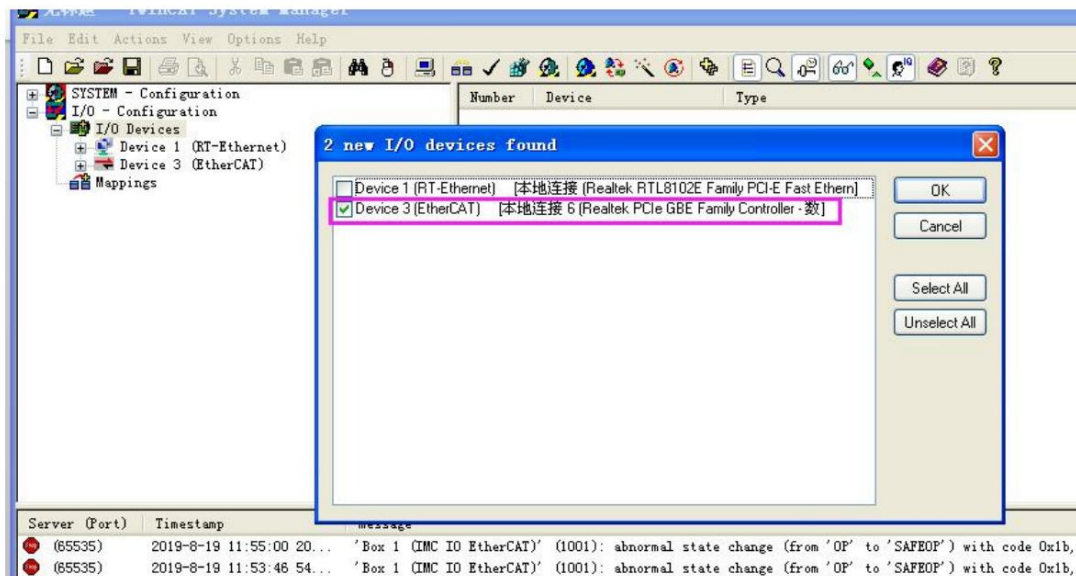 TwinCAT System Manager
File Edit Actions View Options Help
SYSTEM - Configuration
I/O - Configuration
I/O Devices
Device 1 (RT-Ethernet)
Device 3 (EtherCAT)
Mappings
Number Device Type
2 new I/O devices found
Device 1 (RT-Ethernet) [本地连接 (Realtek RTL8102E Family PCI-E Fast Ethern]
Device 3 (EtherCAT) [本地连接 6 (Realtek PCIe GBE Family Controller - 数]
OK
Cancel
Select All
Unselect All
Server (Port) Timestamp message
(65535) 2019-8-19 11:55:00 20... 'Box 1 (IMC IO EtherCAT)' (1001): abnormal state change (from 'OP' to 'SAFEOP') with code 0x1b,
(65535) 2019-8-19 11:53:46 54... 'Box 1 (IMC IO EtherCAT)' (1001): abnormal state change (from 'OP' to 'SAFEOP') with code 0x1b,